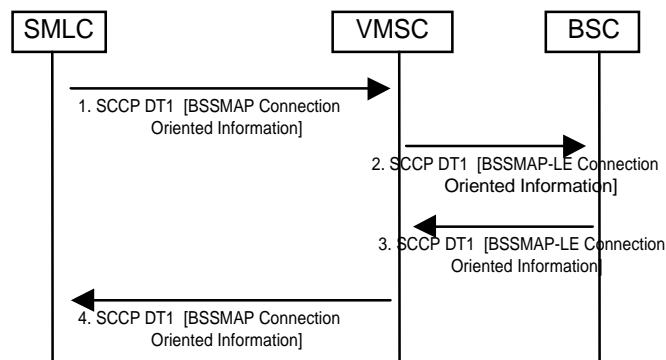 SMLC
VMSC
BSC
1. SCCP DT1 [BSSMAP Connection
Oriented Information]
2. SCCP DT1 [BSSMAP-LE Connection
Oriented Information]
3. SCCP DT1 [BSSMAP-LE Connection
Oriented Information]
4. SCCP DT1 [BSSMAP Connection
Oriented Information]